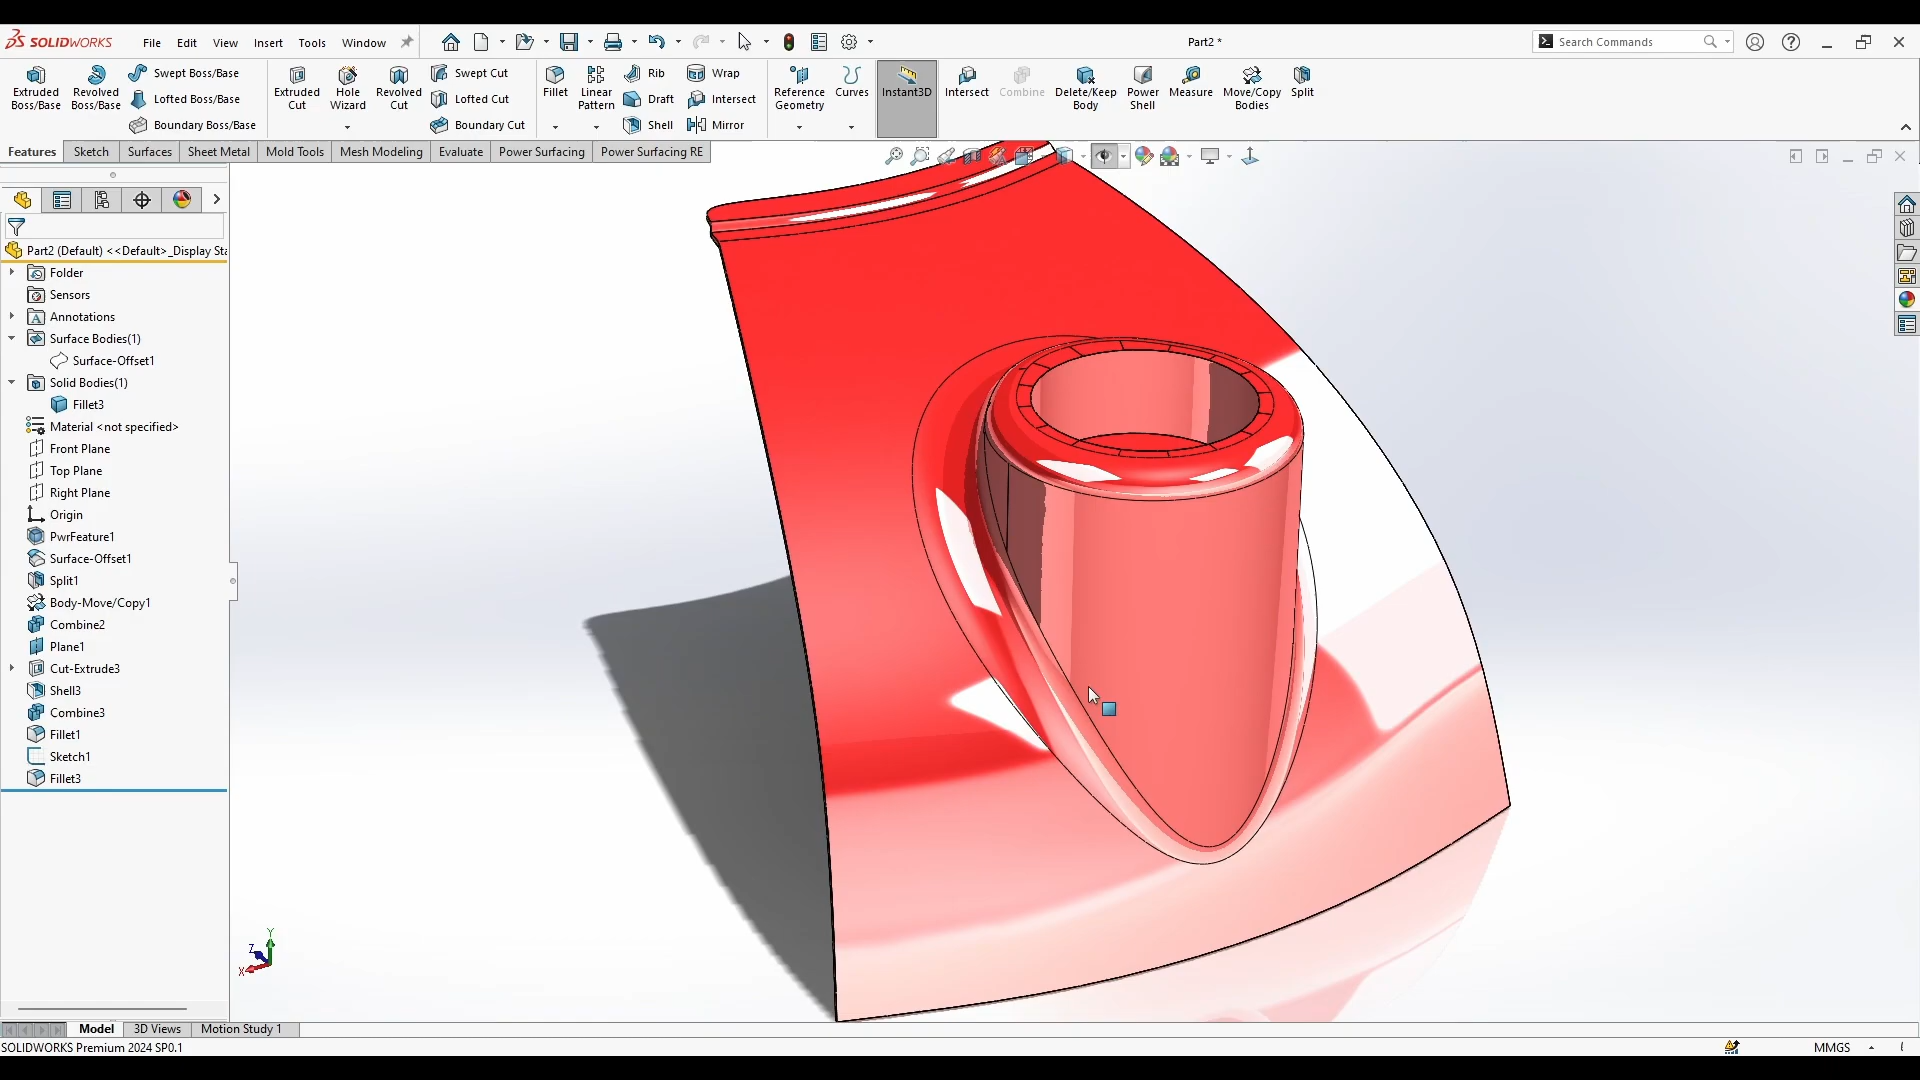 SOLIDWORKS File Edit View Insert Tools Window Part2 * Search Commands
Extruded Boss/Base
Revolved Boss/Base
Swept Boss/Base
Lofted Boss/Base
Boundary Boss/Base
Extruded Cut
Hole Wizard
Revolved Cut
Swept Cut
Lofted Cut
Boundary Cut
Fillet
Linear Pattern
Rib
Draft
Shell
Wrap
Intersect
Mirror
Reference Geometry
Curves
Instant3D
Intersect
Combine
Delete/Keep Body
Power Shell
Measure
Move/Copy Bodies
Split
Features Sketch Surfaces Sheet Metal Mold Tools Mesh Modeling Evaluate Power Surfacing Power Surfacing RE
Part2 (Default) <<Default>_Display Sta
Folder
Sensors
Annotations
Surface Bodies(1)
Surface-Offset1
Solid Bodies(1)
Fillet3
Material <not specified>
Front Plane
Top Plane
Right Plane
Origin
PwrFeature1
Surface-Offset1
Split1
Body-Move/Copy1
Combine2
Plane1
Cut-Extrude3
Shell3
Combine3
Fillet1
Sketch1
Fillet3
Y
Z
X
Model 3D Views Motion Study 1
SOLIDWORKS Premium 2024 SP0.1 MMGS